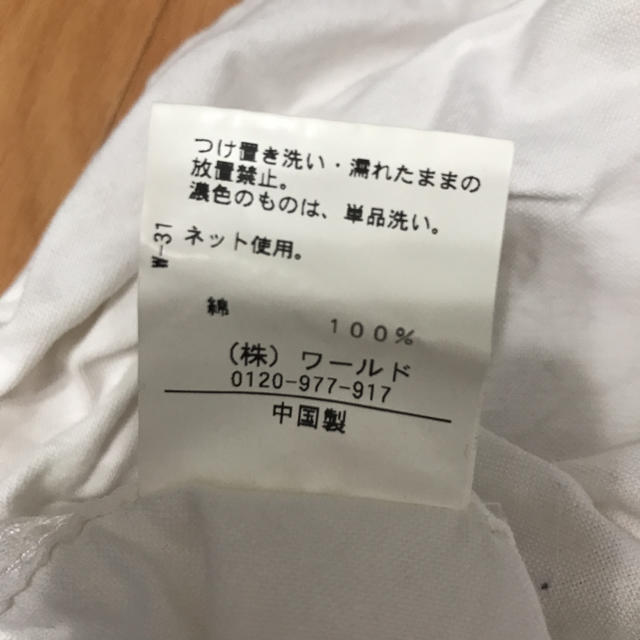 つけ置き洗い・濡れたままの
放置禁止。
濃色のものは、単品洗い。
ネット使用。
W-31
綿 100%
(株) ワールド
0120-977-917
中国製